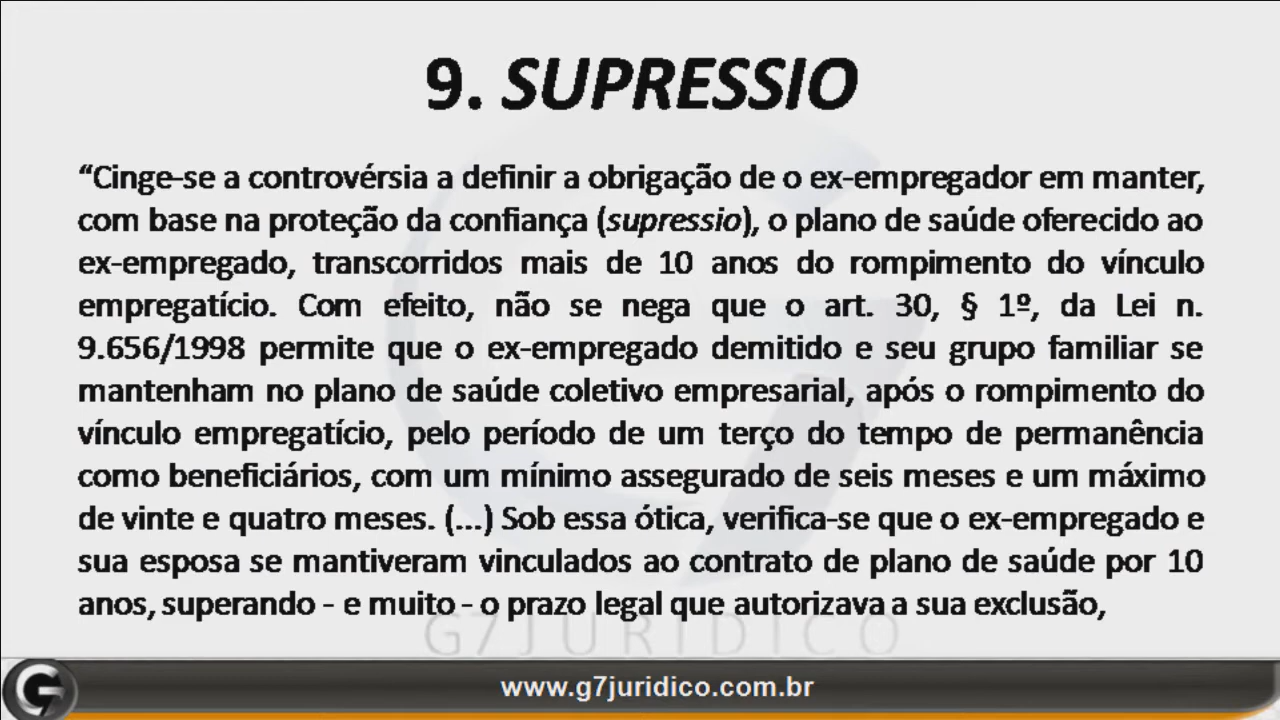 9. SUPRESSIO
“Cinge-se a controvérsia a definir a obrigação de o ex-empregador em manter,
com base na proteção da confiança (supressio), o plano de saúde oferecido ao
ex-empregado, transcorridos mais de 10 anos do rompimento do vínculo
empregatício. Com efeito, não se nega que o art. 30, § 1º, da Lei n.
9.656/1998 permite que o ex-empregado demitido e seu grupo familiar se
mantenham no plano de saúde coletivo empresarial, após o rompimento do
vínculo empregatício, pelo período de um terço do tempo de permanência
como beneficiários, com um mínimo assegurado de seis meses e um máximo
de vinte e quatro meses. (...) Sob essa ótica, verifica-se que o ex-empregado e
sua esposa se mantiveram vinculados ao contrato de plano de saúde por 10
anos, superando - e muito - o prazo legal que autorizava a sua exclusão,
G7JURIDICO
www.g7juridico.com.br